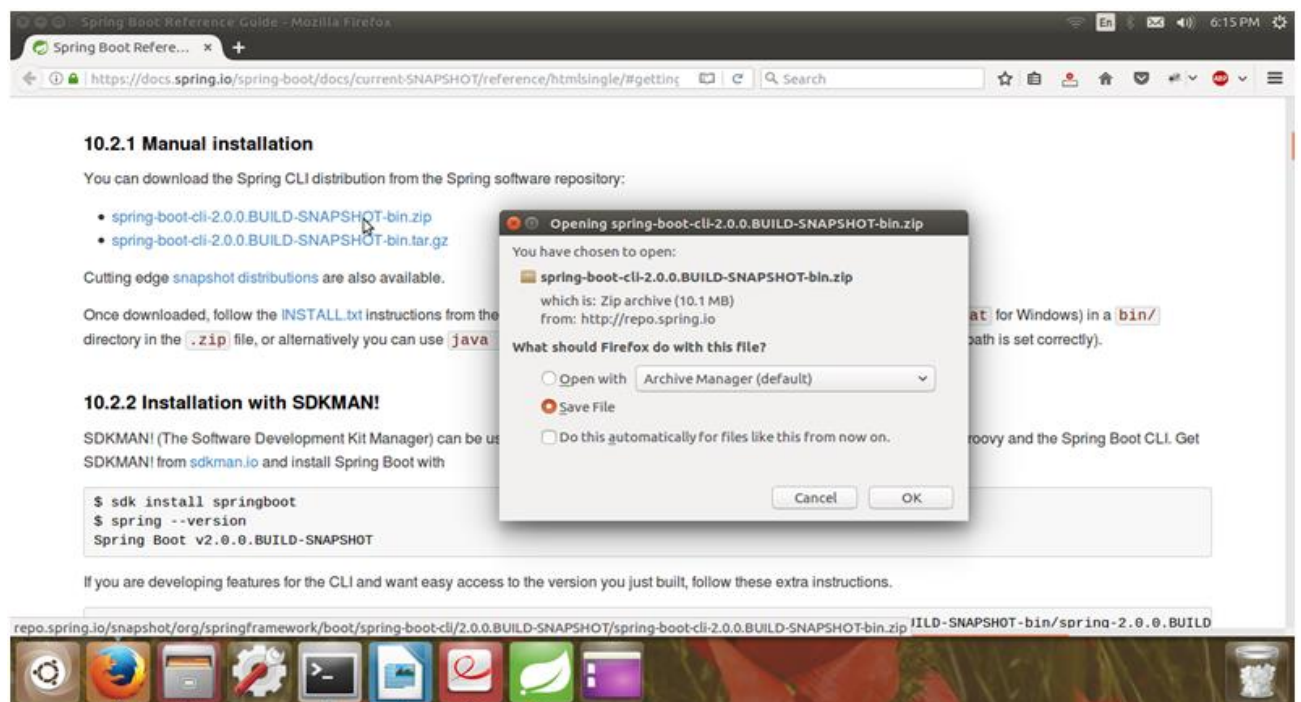 Spring Boot Reference Guide - Mozilla Firefox
En
6:15 PM
Spring Boot Refere... × +
https://docs.spring.io/spring-boot/docs/current-SNAPSHOT/reference/htmlsingle/#getting
Search
ABP
10.2.1 Manual installation
You can download the Spring CLI distribution from the Spring software repository:
• spring-boot-cli-2.0.0.BUILD-SNAPSHOT-bin.zip
• spring-boot-cli-2.0.0.BUILD-SNAPSHOT-bin.tar.gz
Cutting edge snapshot distributions are also available.
Once downloaded, follow the INSTALL.txt instructions from the
at for Windows) in a bin/
directory in the .zip file, or alternatively you can use java
path is set correctly).
10.2.2 Installation with SDKMAN!
SDKMAN! (The Software Development Kit Manager) can be us
roovy and the Spring Boot CLI. Get
SDKMAN! from sdkman.io and install Spring Boot with
$ sdk install springboot
$ spring --version
Spring Boot v2.0.0.BUILD-SNAPSHOT
If you are developing features for the CLI and want easy access to the version you just built, follow these extra instructions.
Opening spring-boot-cli-2.0.0.BUILD-SNAPSHOT-bin.zip
You have chosen to open:
spring-boot-cli-2.0.0.BUILD-SNAPSHOT-bin.zip
which is: Zip archive (10.1 MB)
from: http://repo.spring.io
What should Firefox do with this file?
Open with Archive Manager (default)
Save File
Do this automatically for files like this from now on.
Cancel OK
repo.spring.io/snapshot/org/springframework/boot/spring-boot-cli/2.0.0.BUILD-SNAPSHOT/spring-boot-cli-2.0.0.BUILD-SNAPSHOT-bin.zip
ILD-SNAPSHOT-bin/spring-2.0.0.BUILD